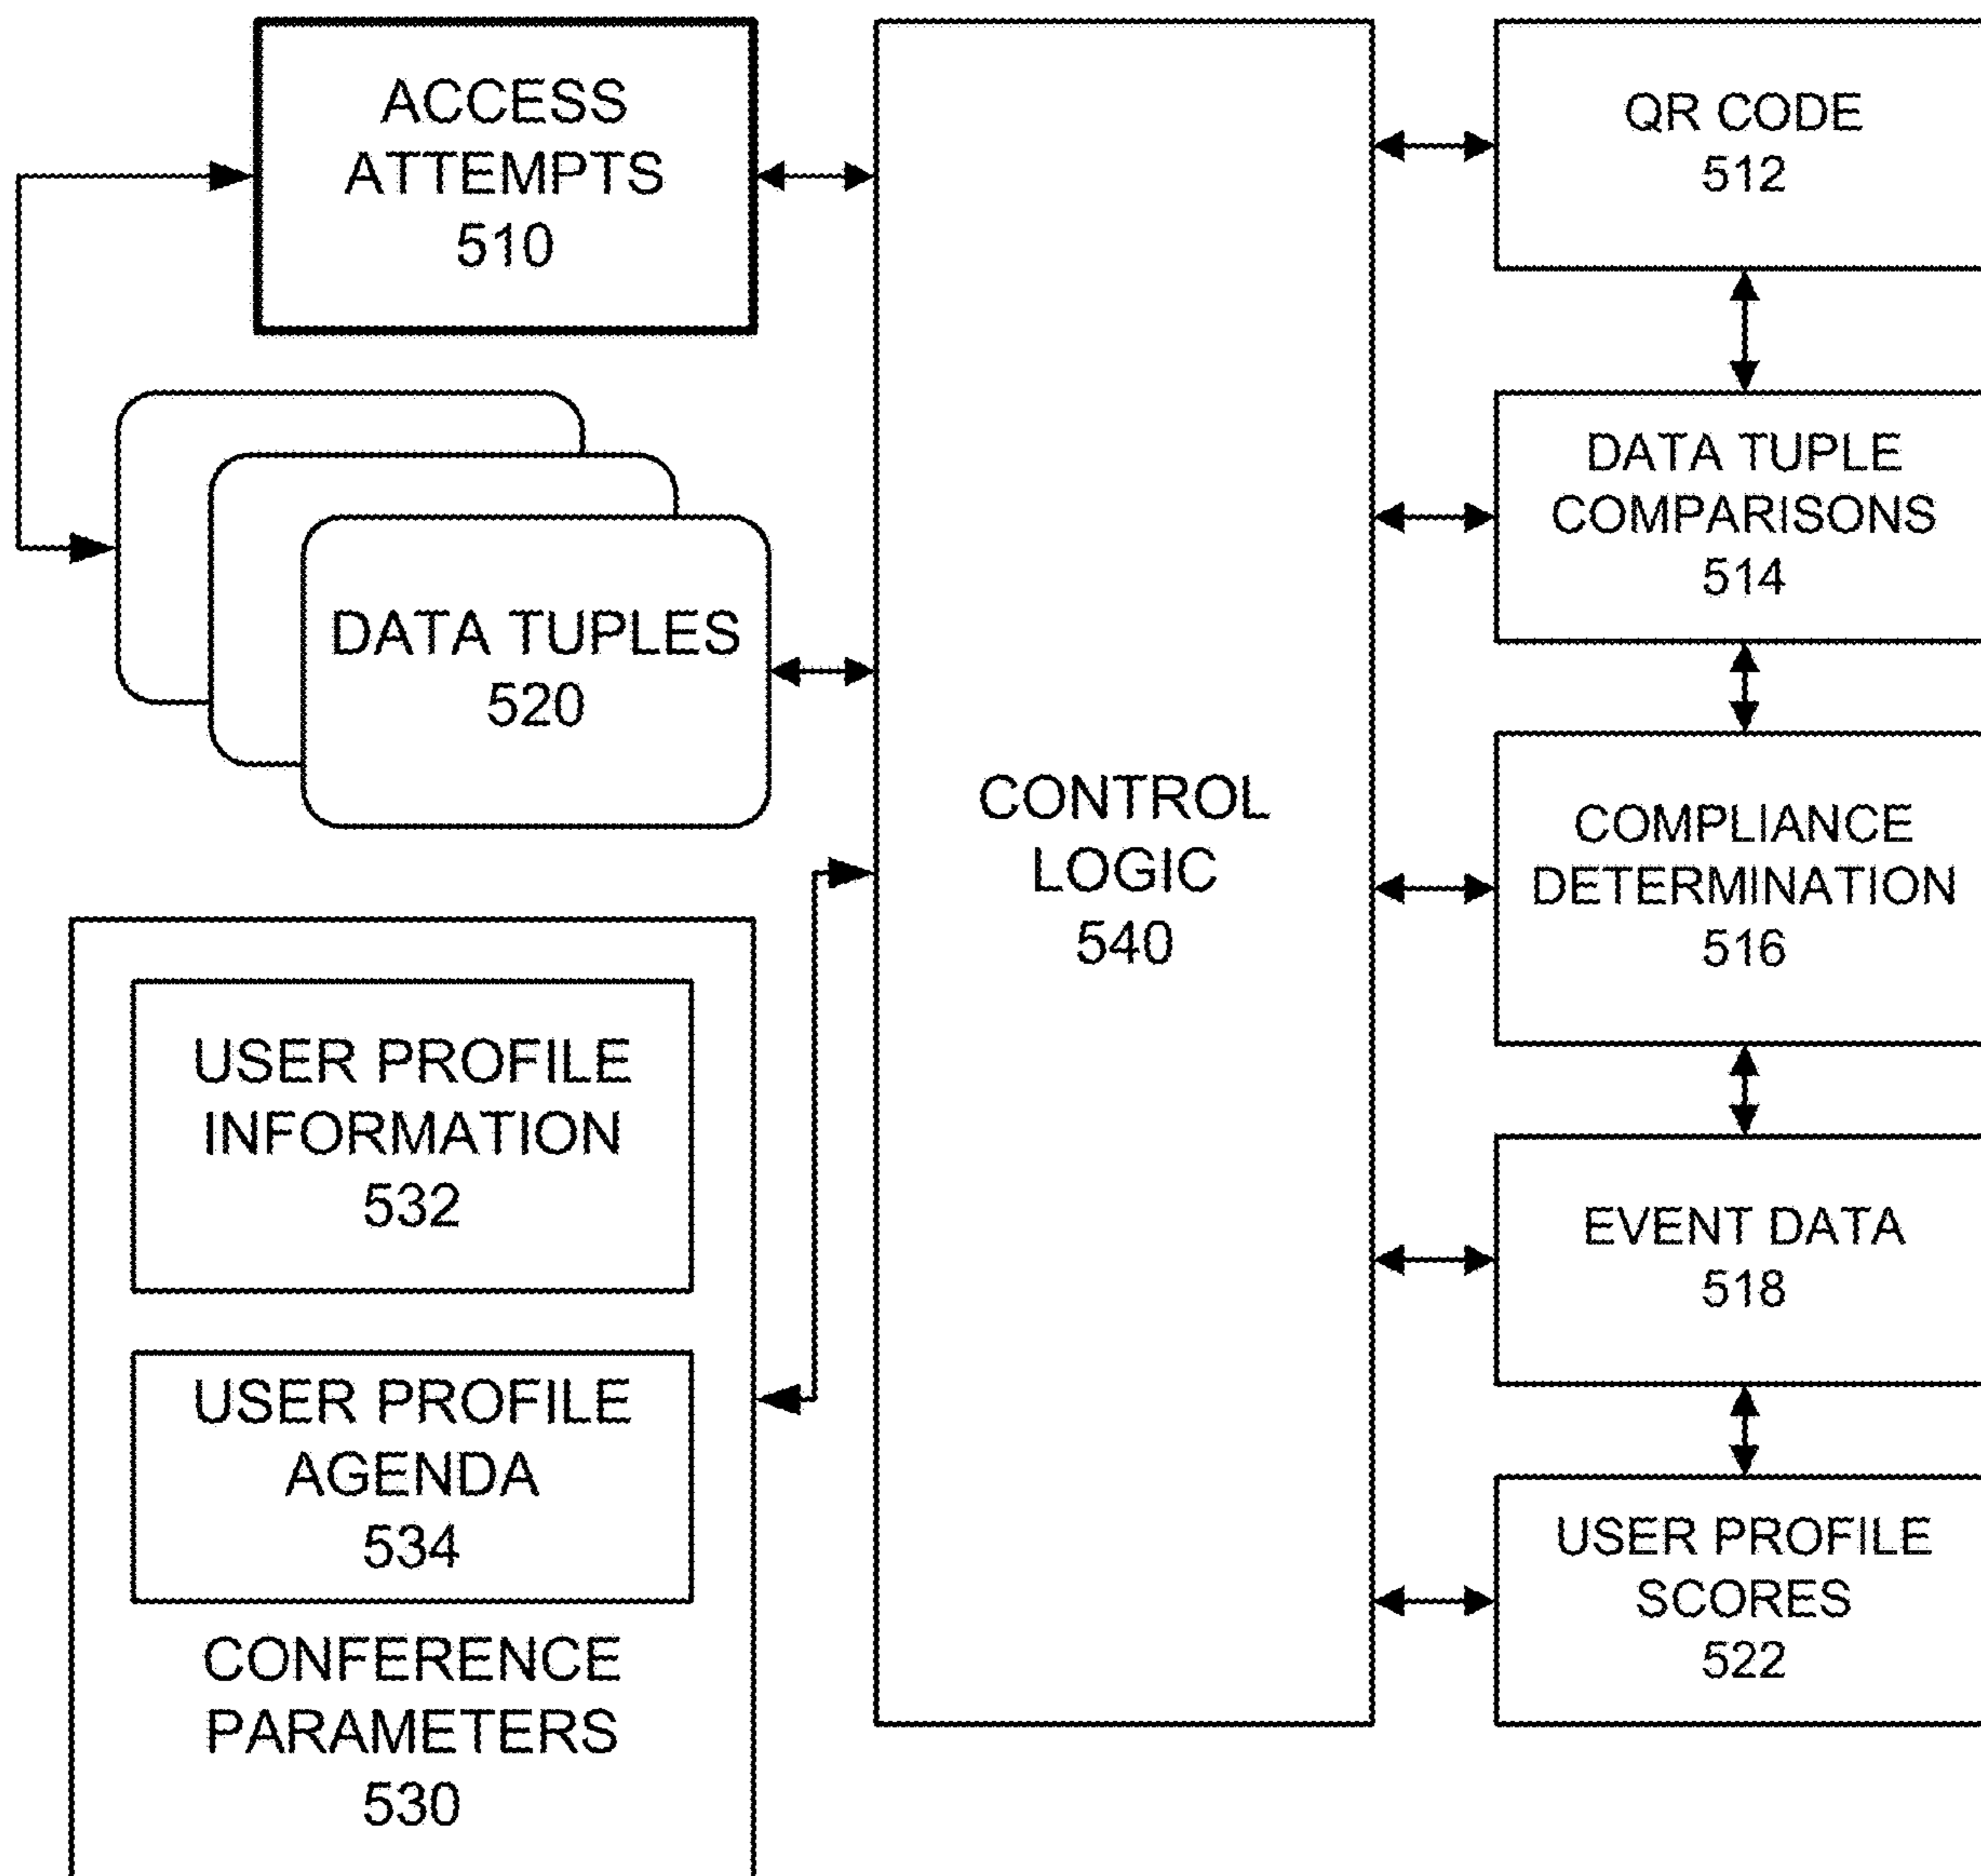 ACCESS
ATTEMPTS
510
DATA TUPLES
520
USER PROFILE
INFORMATION
532
USER PROFILE
AGENDA
534
CONFERENCE
PARAMETERS
530
CONTROL
LOGIC
540
QR CODE
512
DATA TUPLE
COMPARISONS
514
COMPLIANCE
DETERMINATION
516
EVENT DATA
518
USER PROFILE
SCORES
522